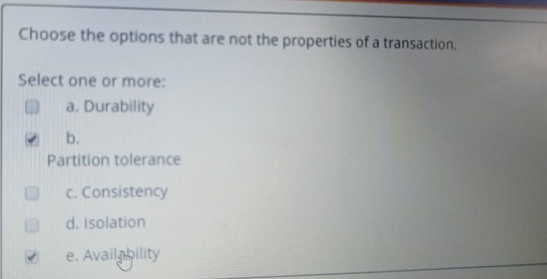 Choose the options that are not the properties of a transaction.
Select one or more:
a. Durability
b.
Partition tolerance
c. Consistency
d. Isolation
e. Availability